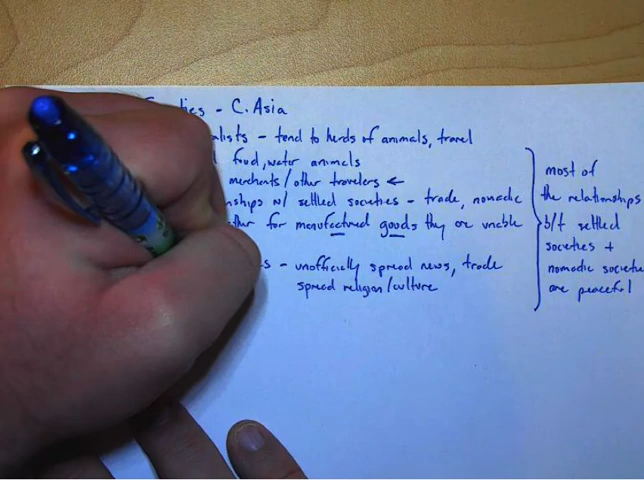 - C. Asia
- tend to herds of animals, travel
food, water animals
merchants/other travelers ←
w/ settled societies - trade, nomadic
for manufactured goods they are unable
- unofficially spread news, trade
spread religion/culture
most of
the relationships
b/t settled
societies +
nomadic societie
are peaceful